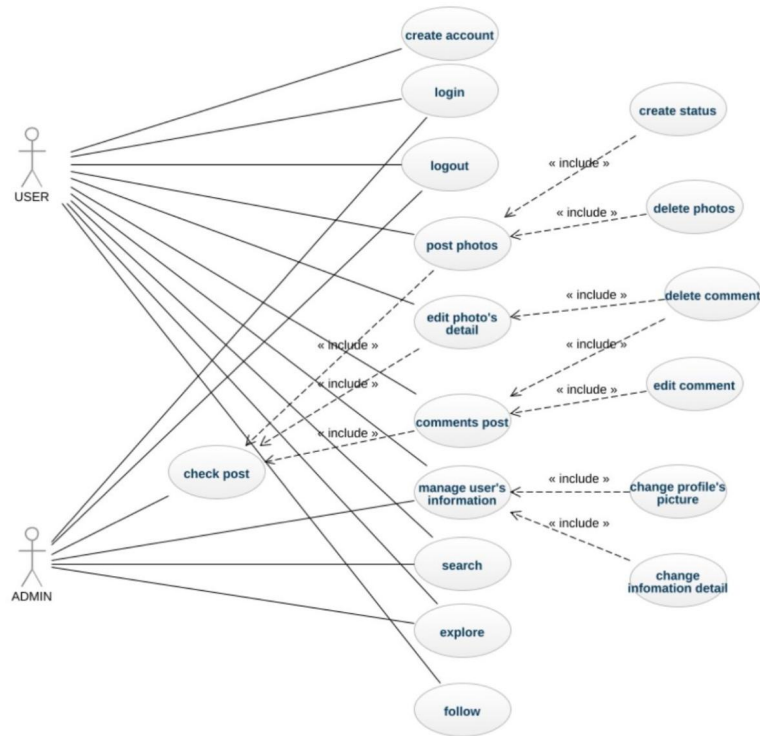 create account
login
create status
« include »
logout
USER
« include »
delete photos
post photos
« include »
delete comment
edit photo's
detail
« include »
« include »
« include »
edit comment
« include »
comments post
« include »
check post
« include »
manage user's
information
change profile's
picture
« include »
ADMIN
search
change
infomation detail
explore
follow